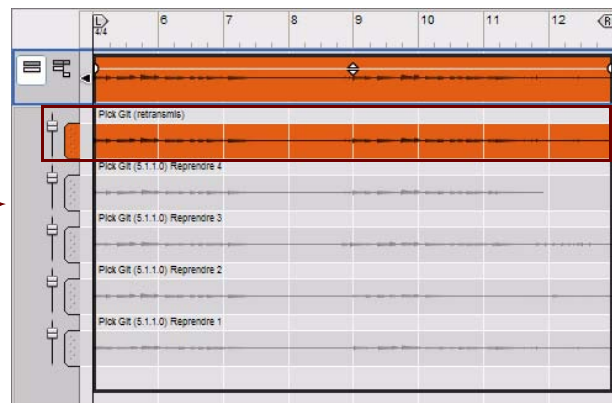 L 6 7 8 9 10 11 12 R
4/4
Pick Git (retransmis)
Pick Git (5.1.1.0) Reprendre 4
Pick Git (5.1.1.0) Reprendre 3
Pick Git (5.1.1.0) Reprendre 2
Pick Git (5.1.1.0) Reprendre 1